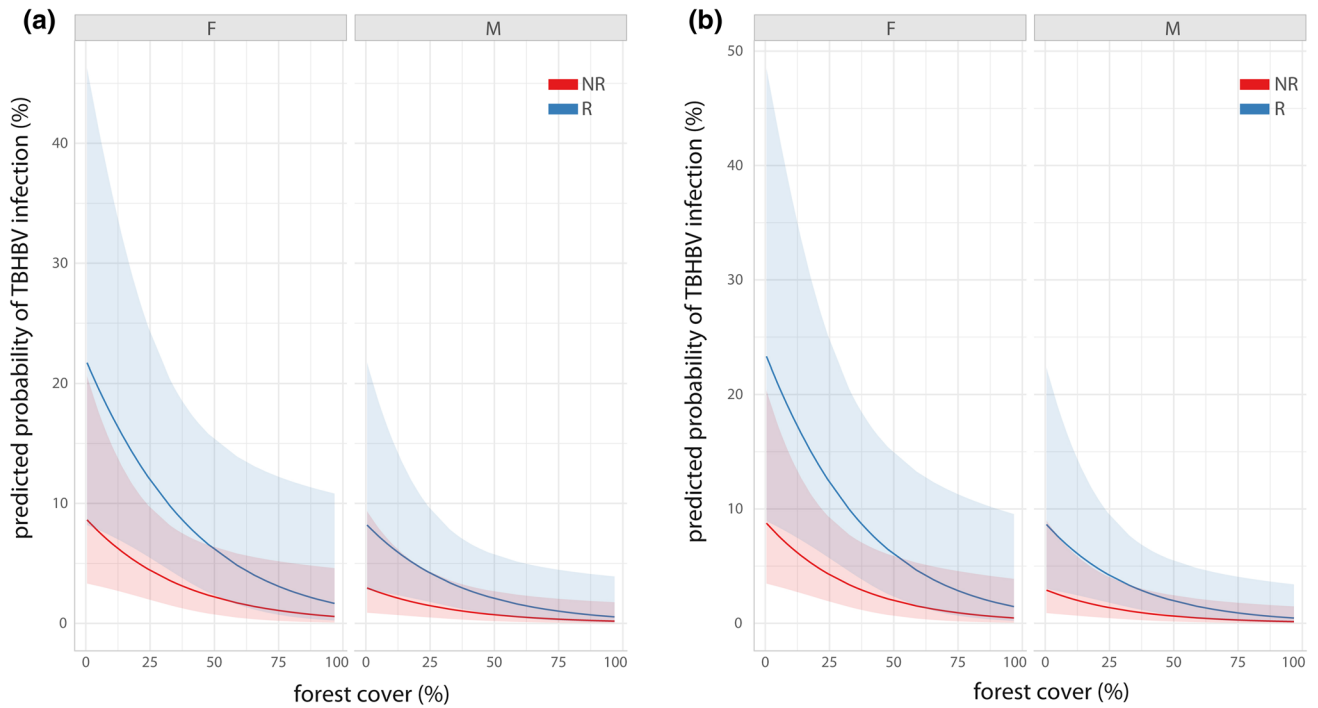 (a)
F
M
NR
R
predicted probability of TBHBV infection (%)
40
30
20
10
0
0 25 50 75 100
0 25 50 75 100
forest cover (%)
(b)
F
M
NR
R
predicted probability of TBHBV infection (%)
50
40
30
20
10
0
0 25 50 75 100
0 25 50 75 100
forest cover (%)